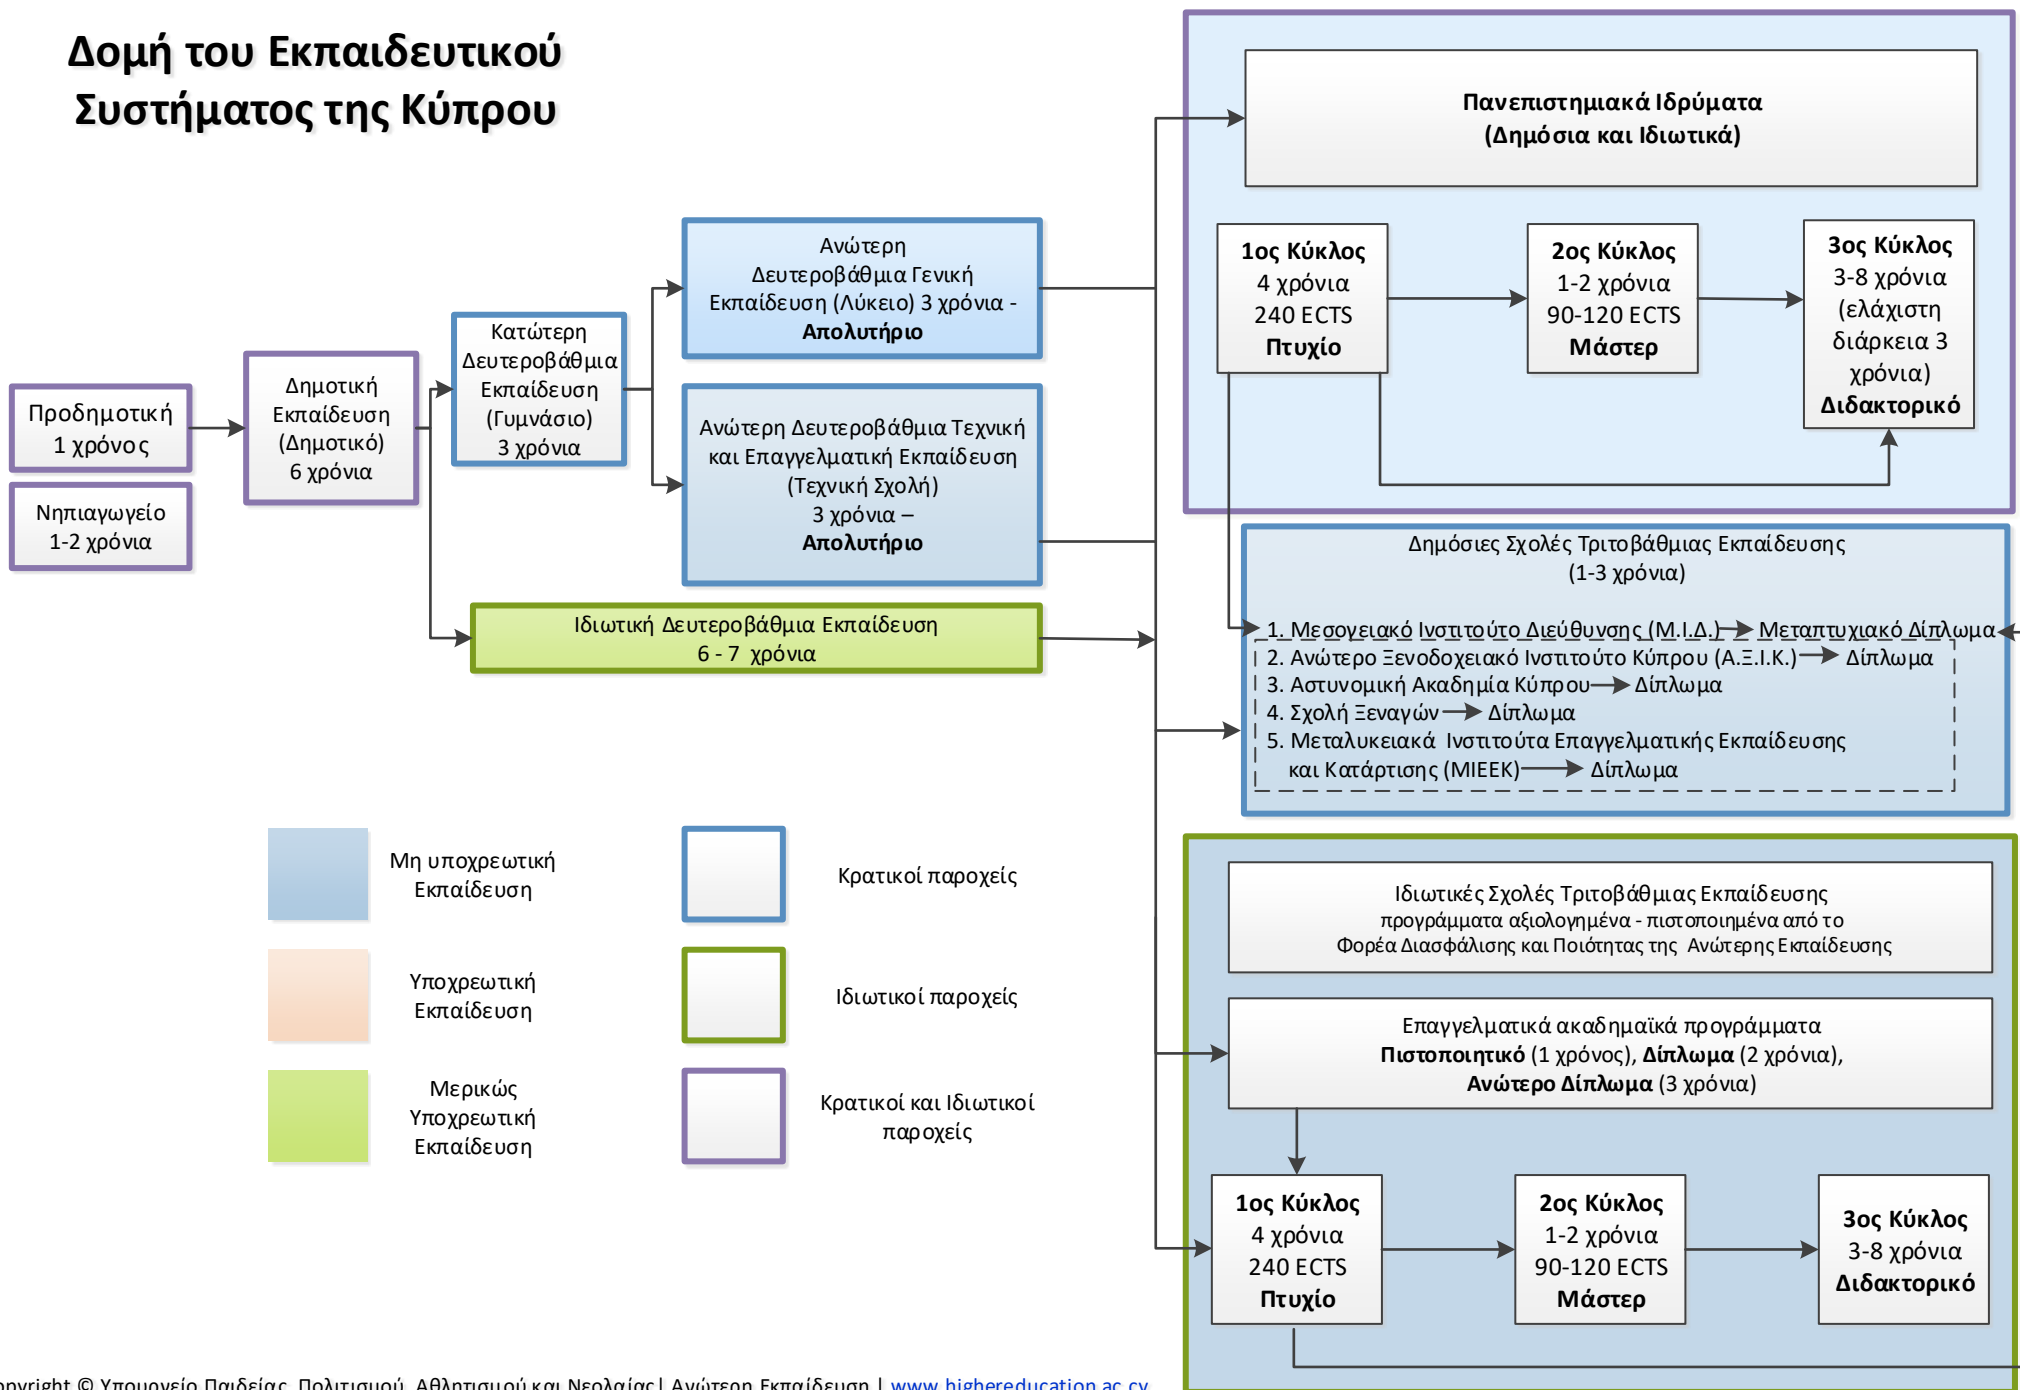 Δομή του Εκπαιδευτικού
Συστήματος της Κύπρου
Προδημοτική
1 χρόνος
Νηπιαγωγείο
1-2 χρόνια
Δημοτική
Εκπαίδευση
(Δημοτικό)
6 χρόνια
Κατώτερη
Δευτεροβάθμια
Εκπαίδευση
(Γυμνάσιο)
3 χρόνια
Ανώτερη
Δευτεροβάθμια Γενική
Εκπαίδευση (Λύκειο) 3 χρόνια -
Απολυτήριο
Ανώτερη Δευτεροβάθμια Τεχνική
και Επαγγελματική Εκπαίδευση
(Τεχνική Σχολή)
3 χρόνια –
Απολυτήριο
Ιδιωτική Δευτεροβάθμια Εκπαίδευση
6 - 7 χρόνια
Πανεπιστημιακά Ιδρύματα
(Δημόσια και Ιδιωτικά)
1ος Κύκλος
4 χρόνια
240 ECTS
Πτυχίο
2ος Κύκλος
1-2 χρόνια
90-120 ECTS
Μάστερ
3ος Κύκλος
3-8 χρόνια
(ελάχιστη
διάρκεια 3
χρόνια)
Διδακτορικό
Δημόσιες Σχολές Τριτοβάθμιας Εκπαίδευσης
(1-3 χρόνια)
1. Μεσογειακό Ινστιτούτο Διεύθυνσης (Μ.Ι.Δ.) Μεταπτυχιακό Δίπλωμα
2. Ανώτερο Ξενοδοχειακό Ινστιτούτο Κύπρου (Α.Ξ.Ι.Κ.) Δίπλωμα
3. Αστυνομική Ακαδημία Κύπρου Δίπλωμα
4. Σχολή Ξεναγών Δίπλωμα
5. Μεταλυκειακά Ινστιτούτα Επαγγελματικής Εκπαίδευσης
και Κατάρτισης (ΜΙΕΕΚ) Δίπλωμα
Ιδιωτικές Σχολές Τριτοβάθμιας Εκπαίδευσης
προγράμματα αξιολογημένα - πιστοποιημένα από το
Φορέα Διασφάλισης και Ποιότητας της Ανώτερης Εκπαίδευσης
Επαγγελματικά ακαδημαϊκά προγράμματα
Πιστοποιητικό (1 χρόνος), Δίπλωμα (2 χρόνια),
Ανώτερο Δίπλωμα (3 χρόνια)
1ος Κύκλος
4 χρόνια
240 ECTS
Πτυχίο
2ος Κύκλος
1-2 χρόνια
90-120 ECTS
Μάστερ
3ος Κύκλος
3-8 χρόνια
Διδακτορικό
Μη υποχρεωτική
Εκπαίδευση
Υποχρεωτική
Εκπαίδευση
Μερικώς
Υποχρεωτική
Εκπαίδευση
Κρατικοί παροχείς
Ιδιωτικοί παροχείς
Κρατικοί και Ιδιωτικοί
παροχείς
opyright © Υπουργείο Παιδείας, Πολιτισμού, Αθλητισμού και Νεολαίας| Ανώτερη Εκπαίδευση | www.highereducation.ac.cy